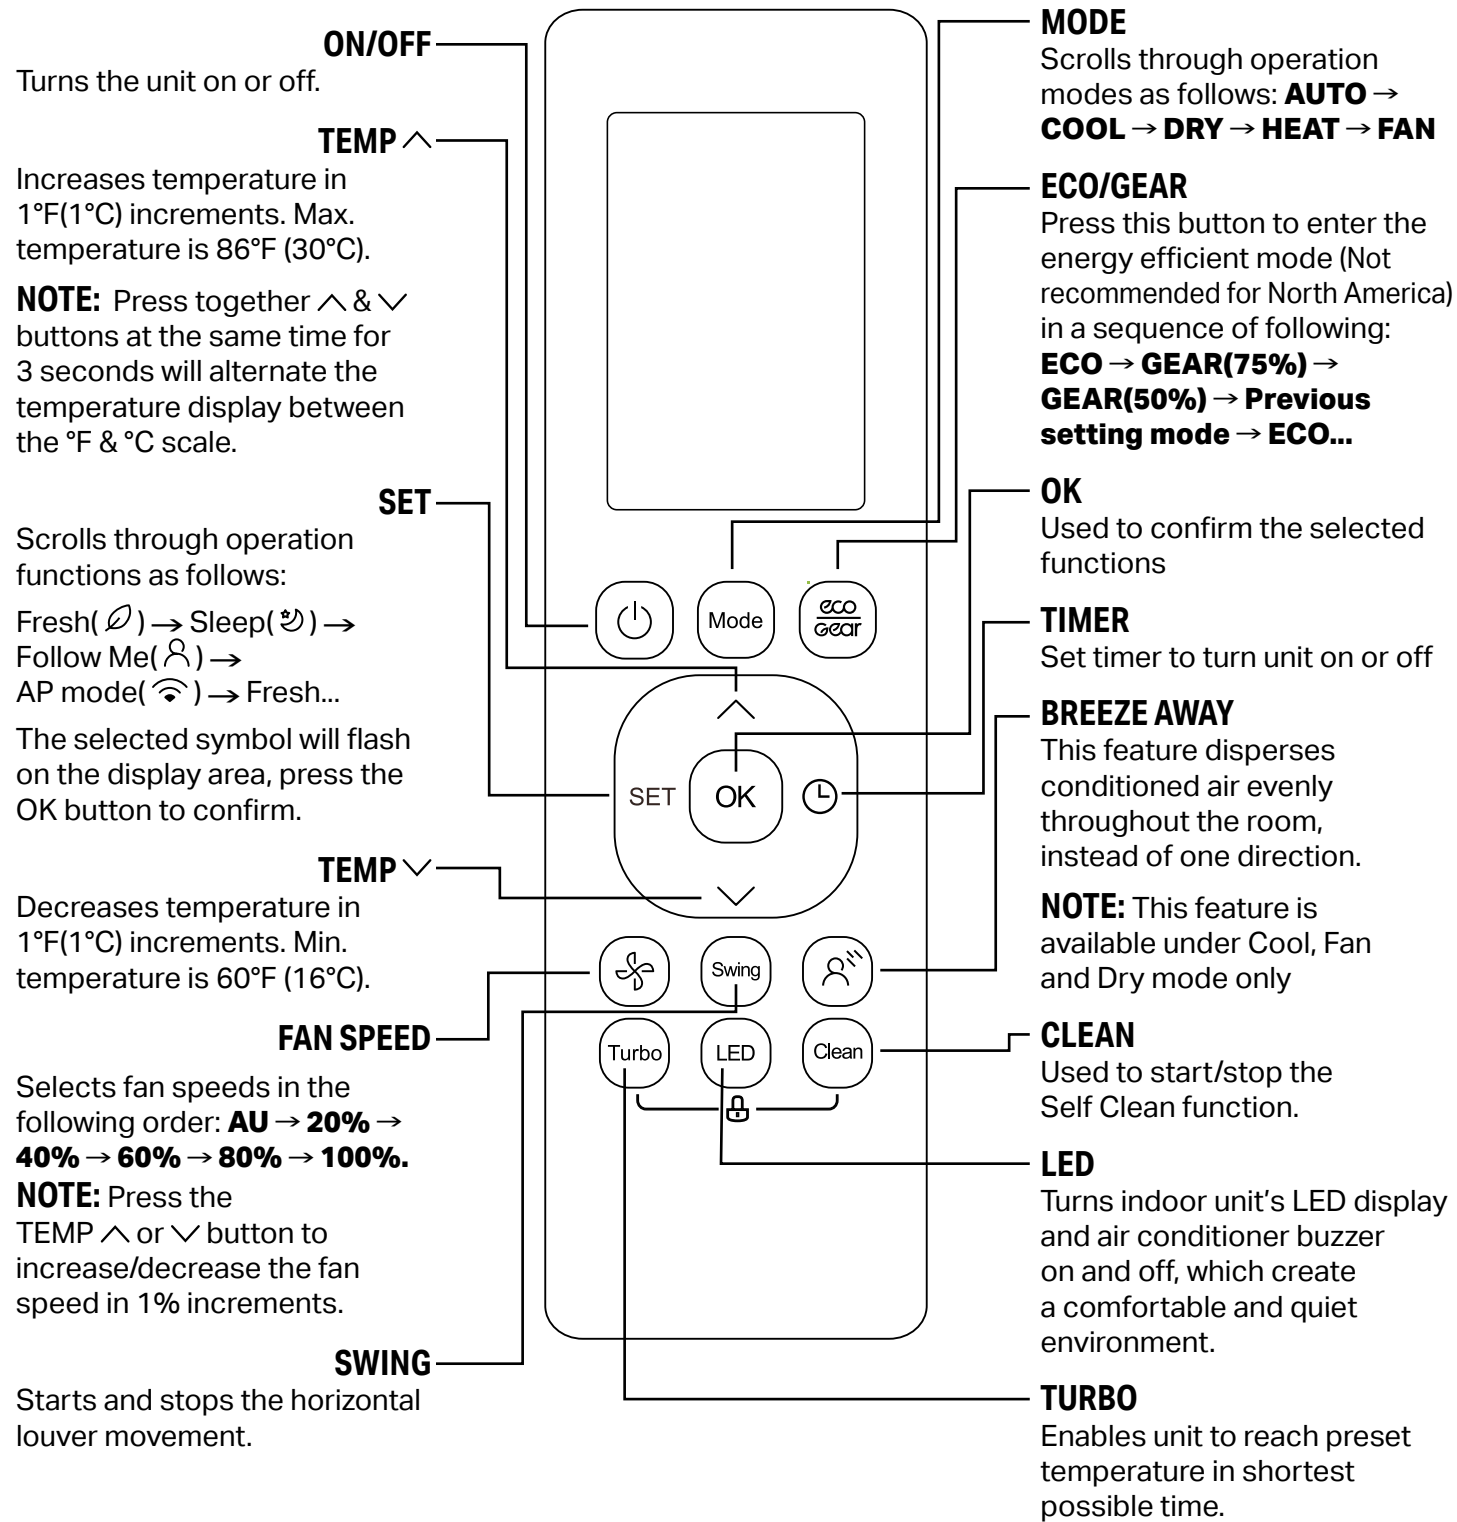 ON/OFF
Turns the unit on or off.
TEMP ︿
Increases temperature in
1°F(1°C) increments. Max.
temperature is 86°F (30°C).
NOTE: Press together ︿ & ﹀
buttons at the same time for
3 seconds will alternate the
temperature display between
the °F & °C scale.
SET
Scrolls through operation
functions as follows:
Fresh( ) → Sleep( ) →
Follow Me( ) →
AP mode( ) → Fresh...
The selected symbol will flash
on the display area, press the
OK button to confirm.
TEMP ﹀
Decreases temperature in
1°F(1°C) increments. Min.
temperature is 60°F (16°C).
FAN SPEED
Selects fan speeds in the
following order: AU → 20% →
40% → 60% → 80% → 100%.
NOTE: Press the
TEMP ︿ or ﹀ button to
increase/decrease the fan
speed in 1% increments.
SWING
Starts and stops the horizontal
louver movement.
Mode
eco
Gear
SET
OK
Swing
Turbo
LED
Clean
MODE
Scrolls through operation
modes as follows: AUTO →
COOL → DRY → HEAT → FAN
ECO/GEAR
Press this button to enter the
energy efficient mode (Not
recommended for North America)
in a sequence of following:
ECO → GEAR(75%) →
GEAR(50%) → Previous
setting mode → ECO...
OK
Used to confirm the selected
functions
TIMER
Set timer to turn unit on or off
BREEZE AWAY
This feature disperses
conditioned air evenly
throughout the room,
instead of one direction.
NOTE: This feature is
available under Cool, Fan
and Dry mode only
CLEAN
Used to start/stop the
Self Clean function.
LED
Turns indoor unit's LED display
and air conditioner buzzer
on and off, which create
a comfortable and quiet
environment.
TURBO
Enables unit to reach preset
temperature in shortest
possible time.